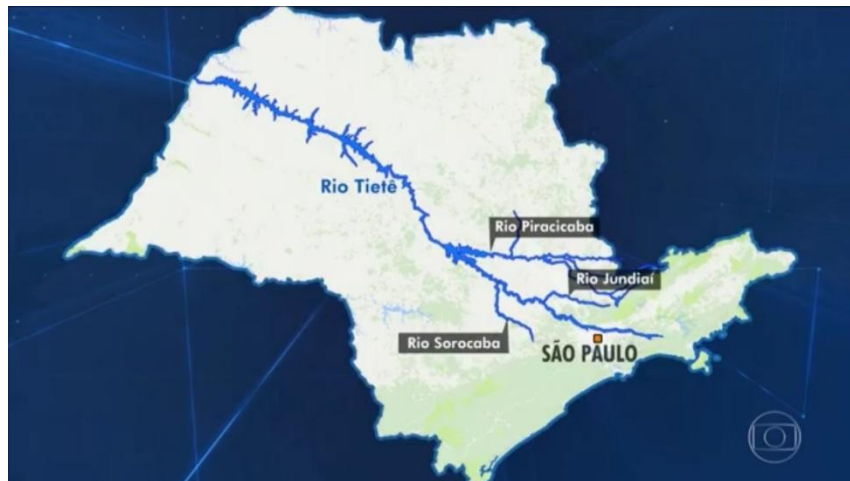 Rio Tietê
Rio Piracicaba
Rio Jundiaí
Rio Sorocaba
SÃO PAULO